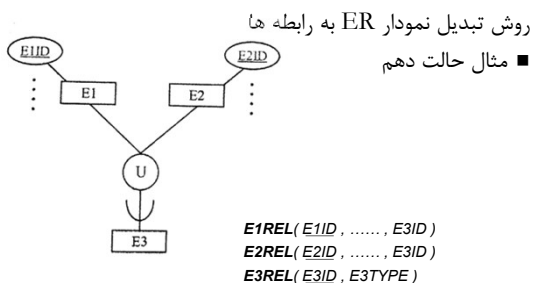 روش تبدیل نمودار ER به رابطه ها
■ مثال حالت دهم
E1ID
E2ID
E1
E2
U
E3
E1REL( E1ID , ...... , E3ID )
E2REL( E2ID , ...... , E3ID )
E3REL( E3ID , E3TYPE )